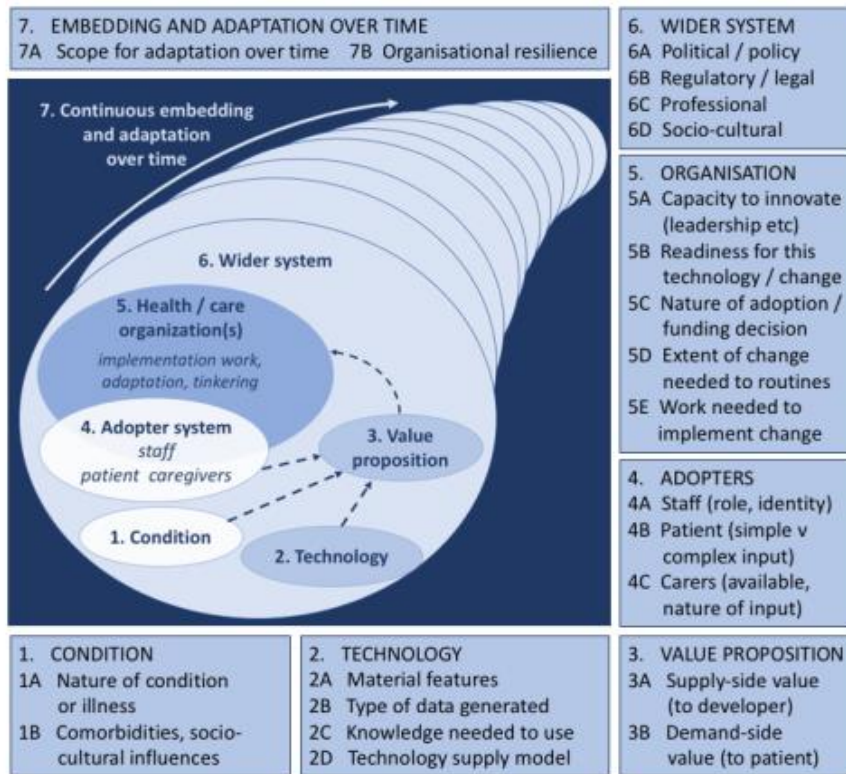 7. EMBEDDING AND ADAPTATION OVER TIME
7A Scope for adaptation over time 7B Organisational resilience
7. Continuous embedding
and adaptation
over time
6. Wider system
5. Health / care
organization(s)
implementation work,
adaptation, tinkering
4. Adopter system
staff
patient caregivers
3. Value
proposition
1. Condition
2. Technology
6. WIDER SYSTEM
6A Political / policy
6B Regulatory / legal
6C Professional
6D Socio-cultural
5. ORGANISATION
5A Capacity to innovate
(leadership etc)
5B Readiness for this
technology / change
5C Nature of adoption /
funding decision
5D Extent of change
needed to routines
5E Work needed to
implement change
4. ADOPTERS
4A Staff (role, identity)
4B Patient (simple v
complex input)
4C Carers (available,
nature of input)
1. CONDITION
1A Nature of condition
or illness
1B Comorbidities, socio-
cultural influences
2. TECHNOLOGY
2A Material features
2B Type of data generated
2C Knowledge needed to use
2D Technology supply model
3. VALUE PROPOSITION
3A Supply-side value
(to developer)
3B Demand-side
value (to patient)